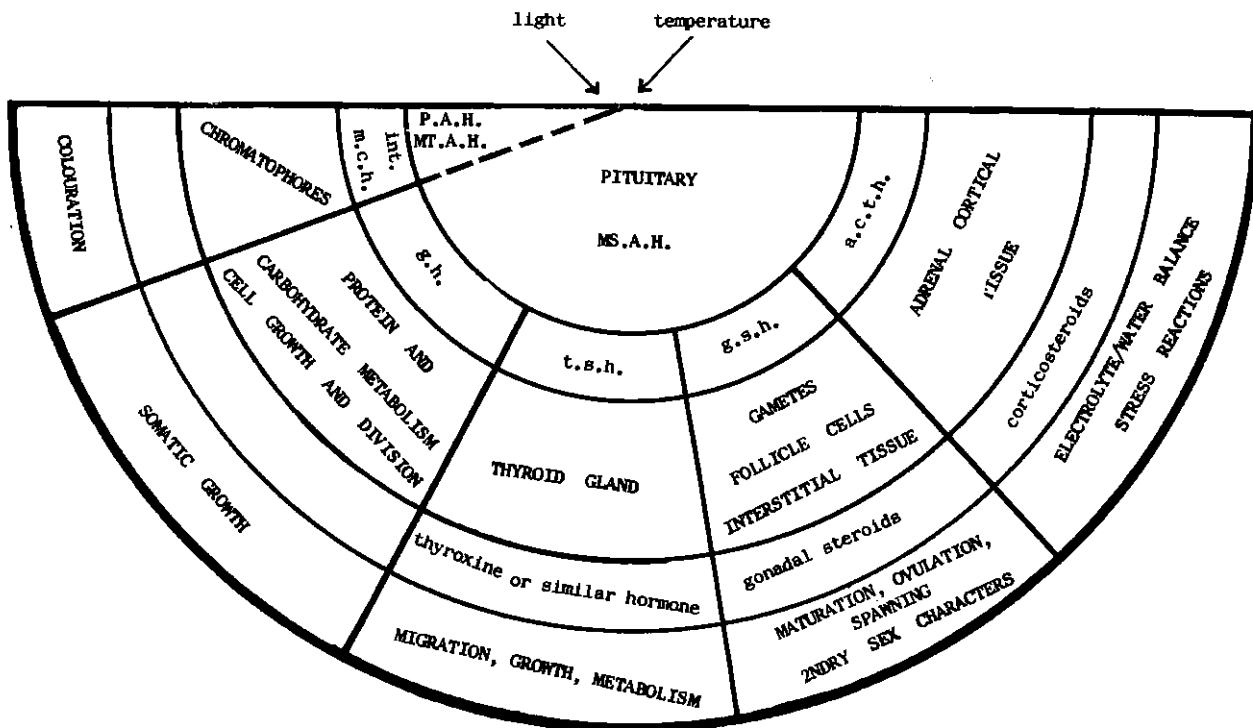 light
temperature
P.A.H.
MT.A.H.
PITUITARY
MS.A.H.
int.
m.c.h.
CHROMATOPHORES
COLOURATION
g.h.
PROTEIN AND
CARBOHYDRATE METABOLISM
CELL GROWTH AND DIVISION
SOMATIC GROWTH
t.s.h.
THYROID GLAND
thyroxine or similar hormone
MIGRATION, GROWTH, METABOLISM
g.s.h.
GAMETES
FOLLICLE CELLS
INTERSTITIAL TISSUE
gonadal steroids
MATURATION, OVULATION,
SPAWNING
2NDRY SEX CHARACTERS
a.c.t.h.
ADRENAL CORTICAL
TISSUE
corticosteroids
ELECTROLYTE/WATER BALANCE
STRESS REACTIONS